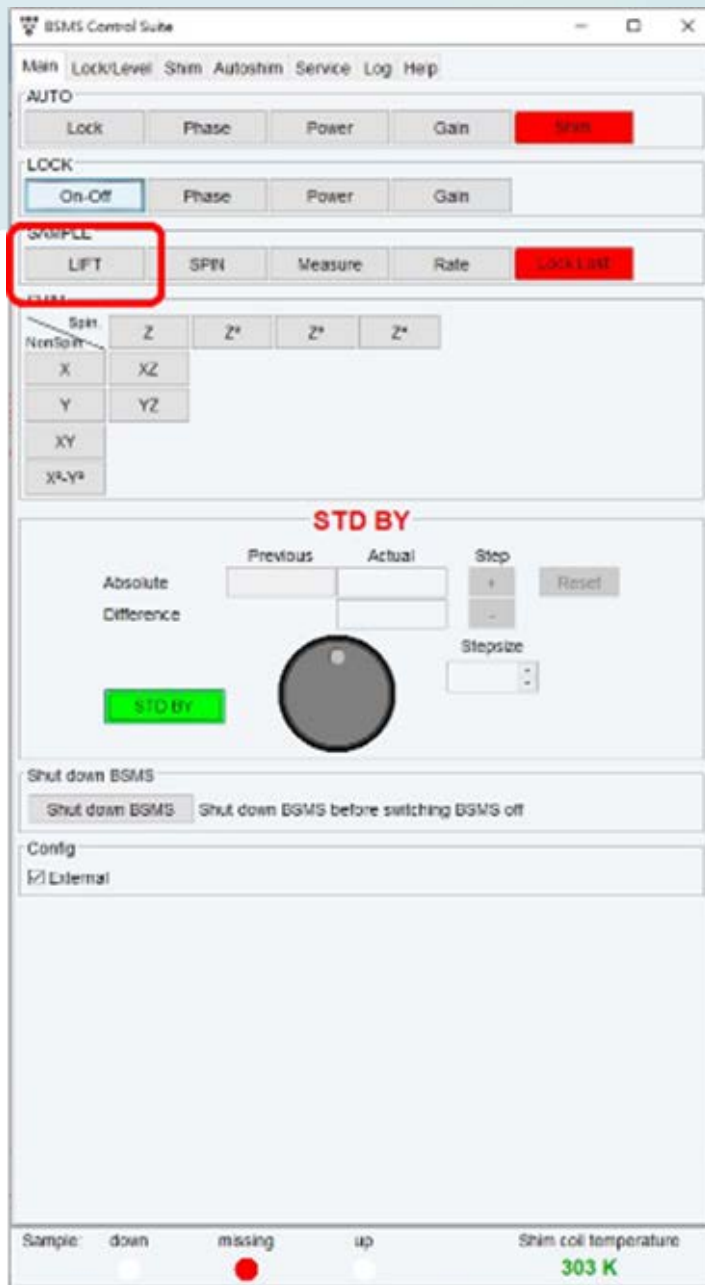 BSMS Control Suite
Main Lock/Level Shim Autoshim Service Log Help
AUTO
Lock Phase Power Gain Shim
LOCK
On-Off Phase Power Gain
SAMPLE
LIFT SPIN Measure Rate Lock Lost
Spin
NonSpin Z
X XZ
Y YZ
XY
STD BY
Previous Actual Step
Absolute + Reset
Difference -
Stepsize
STD BY
Shut down BSMS
Shut down BSMS Shut down BSMS before switching BSMS off
Config
External
Sample: down missing up Shim coil temperature
303 K